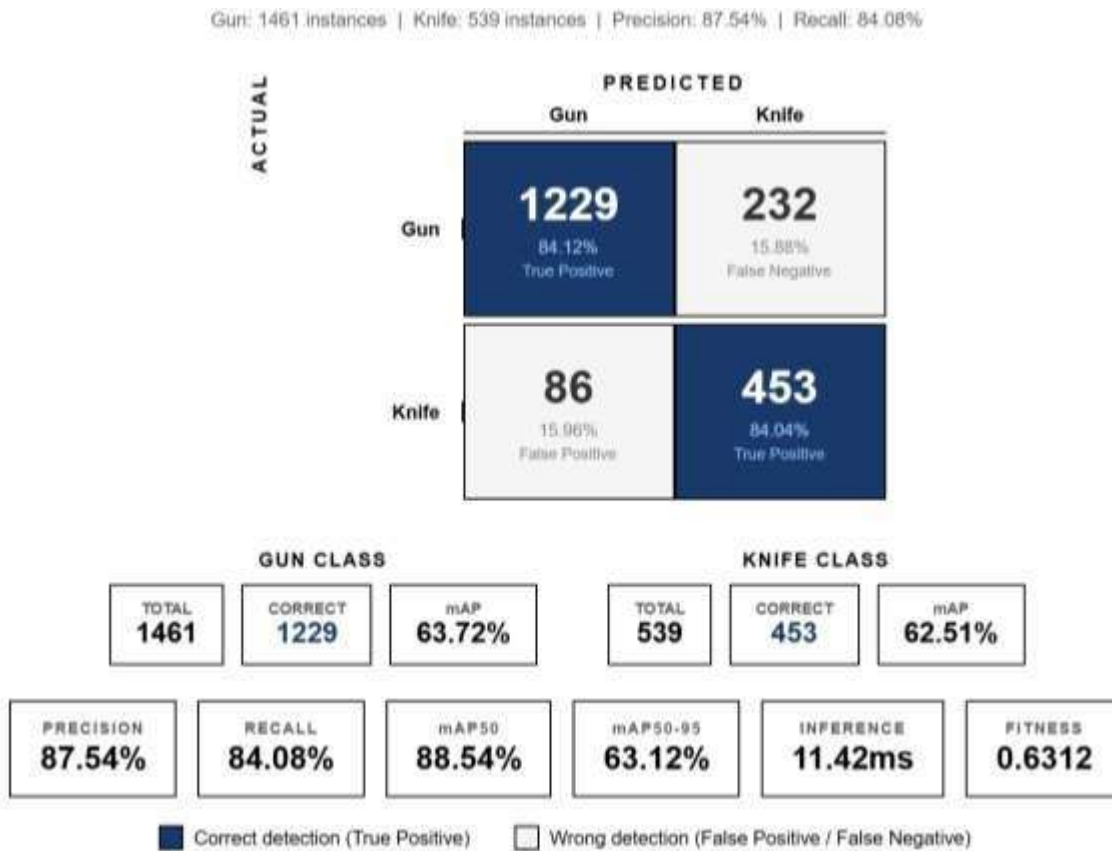 Gun: 1461 instances | Knife: 539 instances | Precision: 87.54% | Recall: 84.08%
ACTUAL
PREDICTED
Gun Knife
Gun
1229 232
84.12% 15.88%
True Positive False Negative
Knife
86 453
15.96% 84.04%
False Positive True Positive
GUN CLASS KNIFE CLASS
TOTAL CORRECT mAP TOTAL CORRECT mAP
1461 1229 63.72% 539 453 62.51%
PRECISION RECALL mAP50 mAP50-95 INFERENCE FITNESS
87.54% 84.08% 88.54% 63.12% 11.42ms 0.6312
Correct detection (True Positive) Wrong detection (False Positive / False Negative)